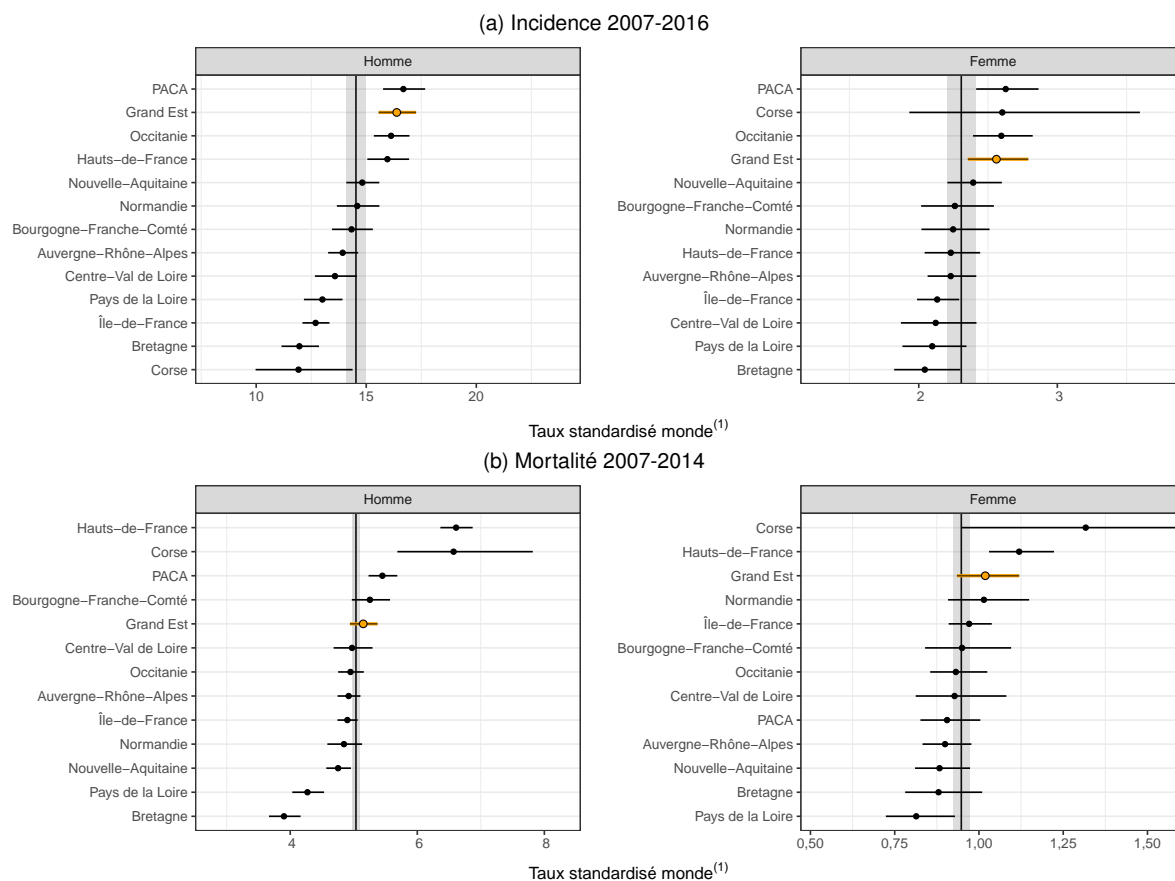 (a) Incidence 2007-2016
Homme
PACA
Grand Est
Occitanie
Hauts−de−France
Nouvelle−Aquitaine
Normandie
Bourgogne−Franche−Comté
Auvergne−Rhône−Alpes
Centre−Val de Loire
Pays de la Loire
Île−de−France
Bretagne
Corse
10 15 20
Femme
PACA
Corse
Occitanie
Grand Est
Nouvelle−Aquitaine
Bourgogne−Franche−Comté
Normandie
Hauts−de−France
Auvergne−Rhône−Alpes
Île−de−France
Centre−Val de Loire
Pays de la Loire
Bretagne
2 3
Taux standardisé monde(1)
(b) Mortalité 2007-2014
Homme
Hauts−de−France
Corse
PACA
Bourgogne−Franche−Comté
Grand Est
Centre−Val de Loire
Occitanie
Auvergne−Rhône−Alpes
Île−de−France
Normandie
Nouvelle−Aquitaine
Pays de la Loire
Bretagne
4 6 8
Femme
Corse
Hauts−de−France
Grand Est
Normandie
Île−de−France
Bourgogne−Franche−Comté
Occitanie
Centre−Val de Loire
PACA
Auvergne−Rhône−Alpes
Nouvelle−Aquitaine
Bretagne
Pays de la Loire
0,50 0,75 1,00 1,25 1,50
Taux standardisé monde(1)